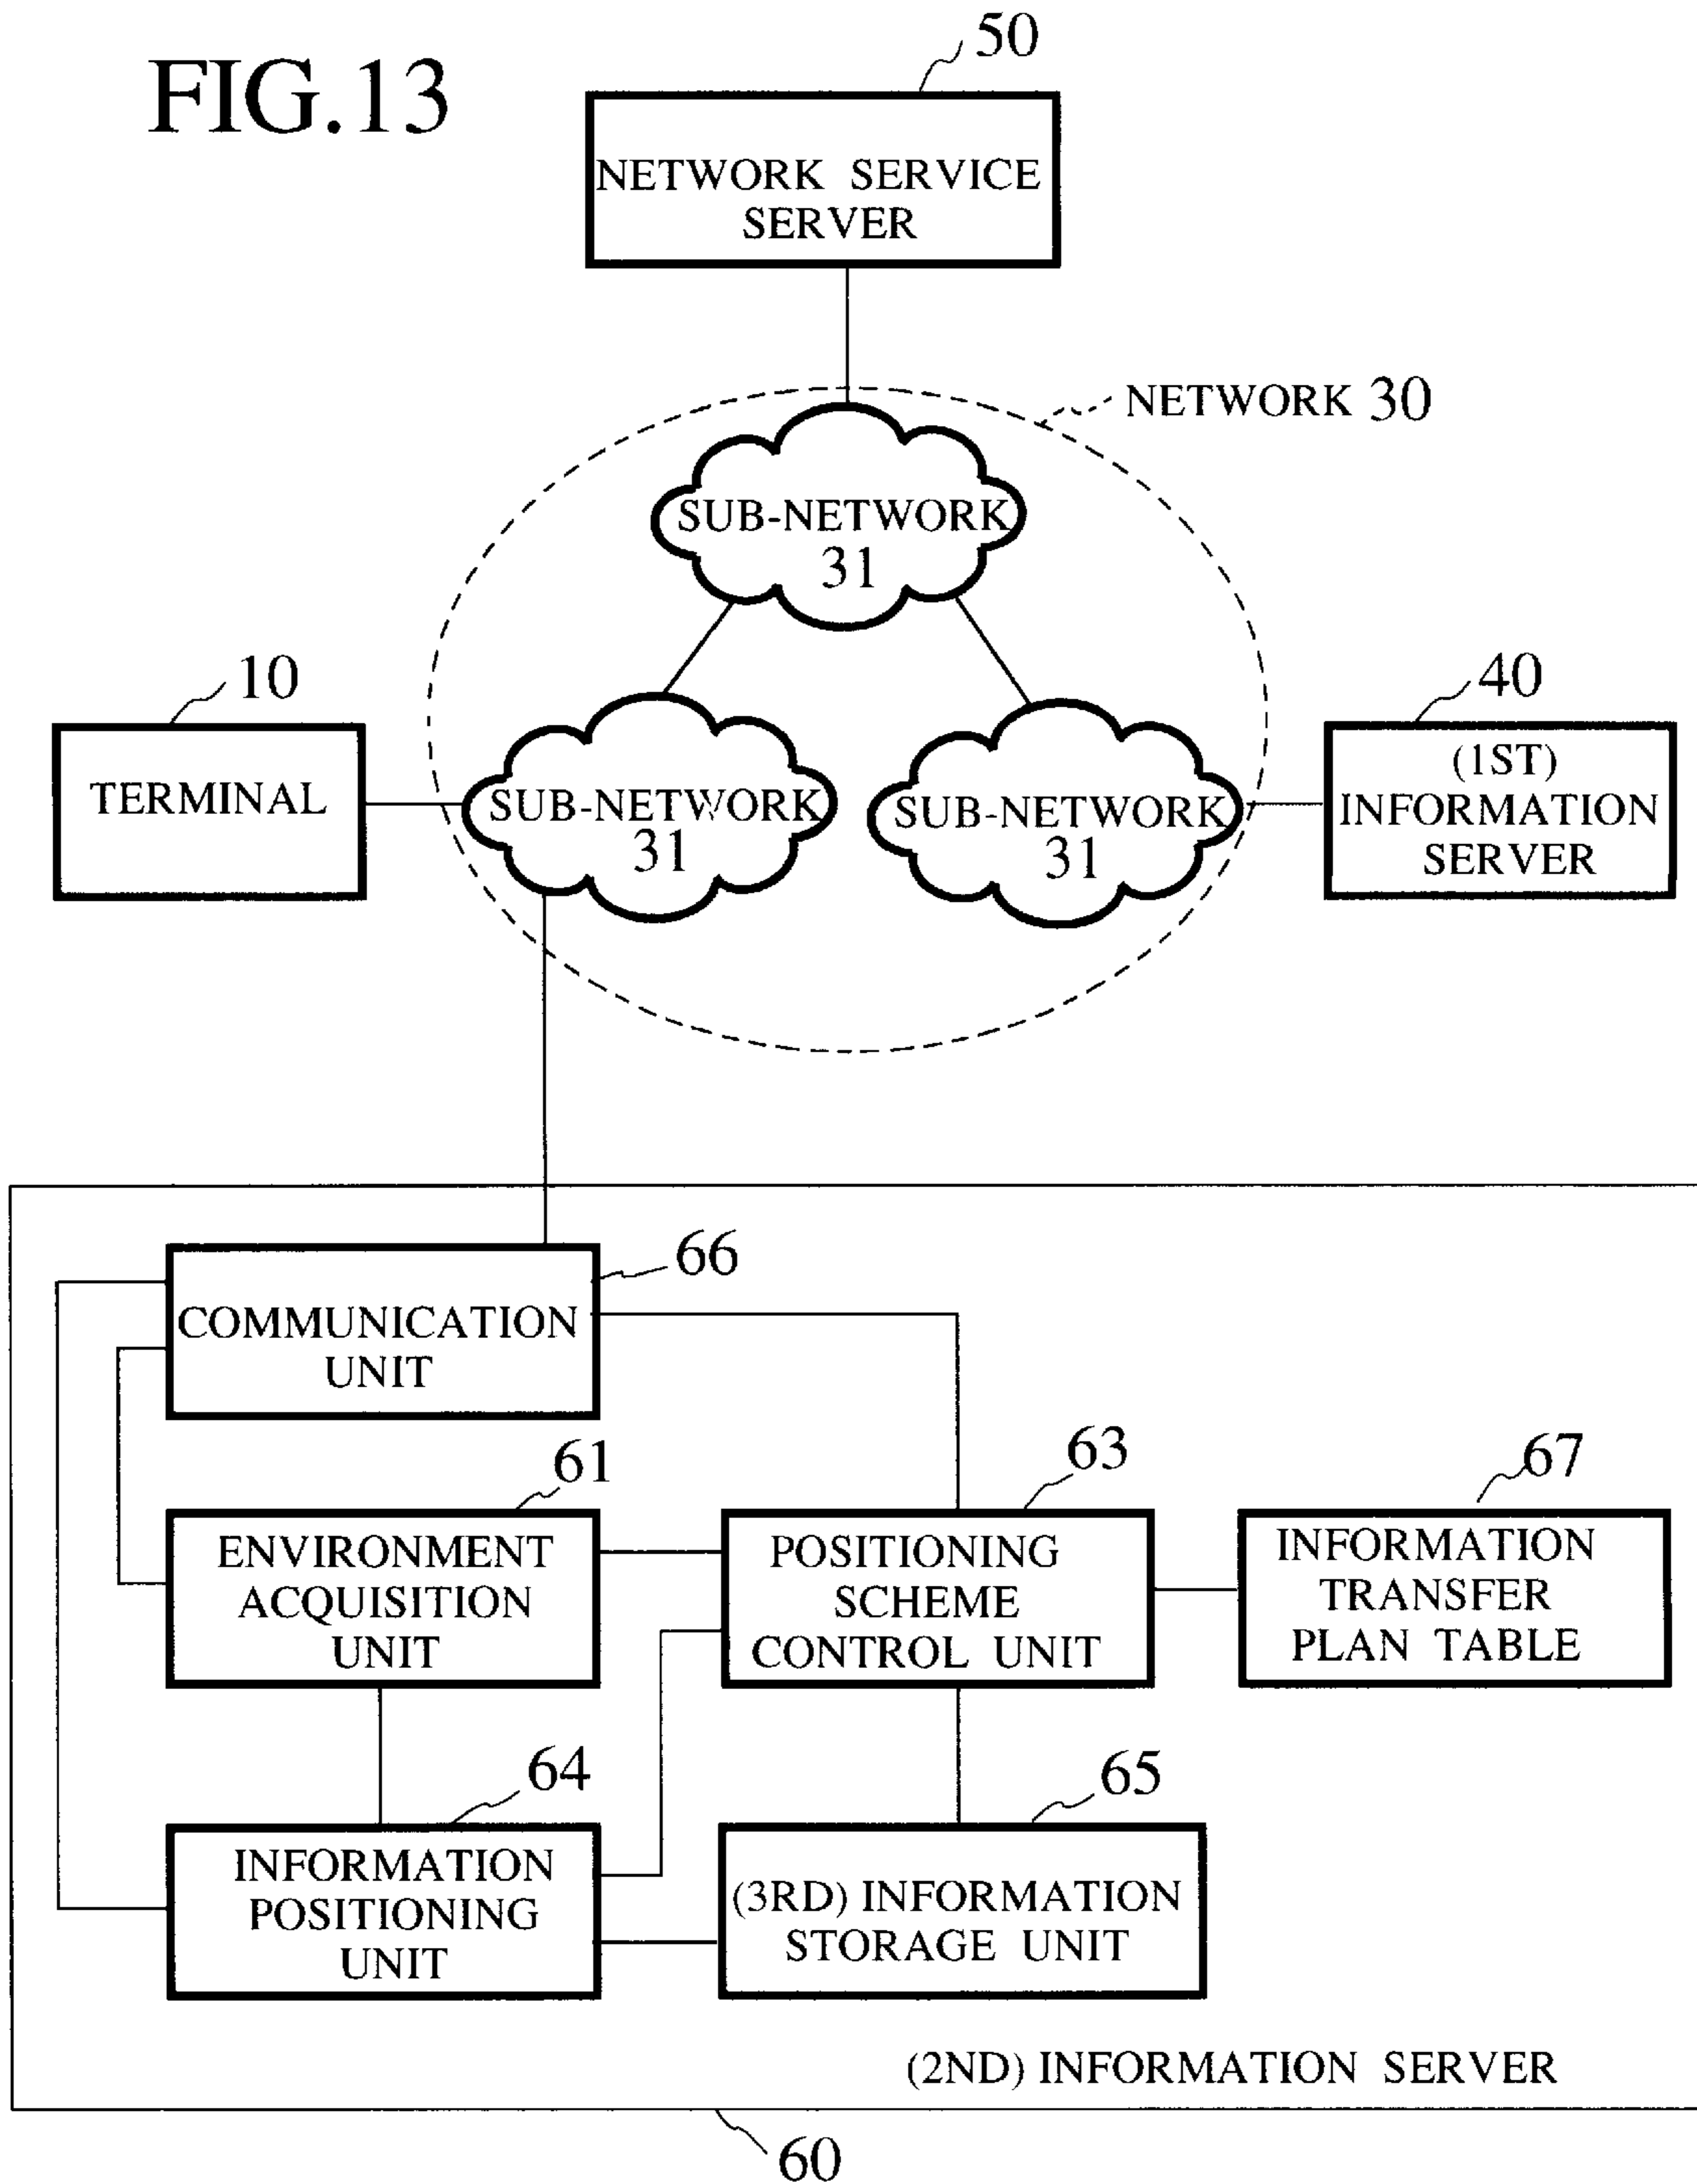 FIG.13
50
NETWORK SERVICE
SERVER
NETWORK 30
SUB-NETWORK
31
10
TERMINAL
SUB-NETWORK
31
SUB-NETWORK
31
40
(1ST)
INFORMATION
SERVER
66
COMMUNICATION
UNIT
61
ENVIRONMENT
ACQUISITION
UNIT
63
POSITIONING
SCHEME
CONTROL UNIT
67
INFORMATION
TRANSFER
PLAN TABLE
64
INFORMATION
POSITIONING
UNIT
65
(3RD) INFORMATION
STORAGE UNIT
(2ND) INFORMATION SERVER
60